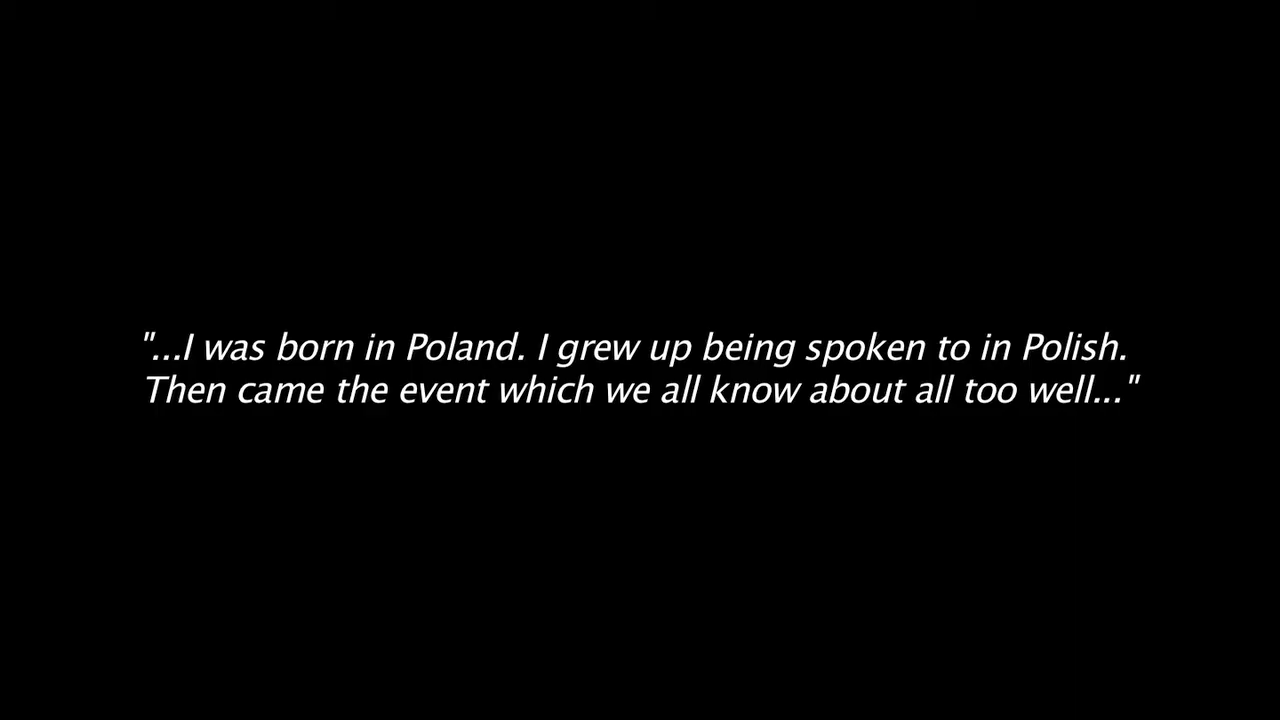 "...I was born in Poland. I grew up being spoken to in Polish.
Then came the event which we all know about all too well..."